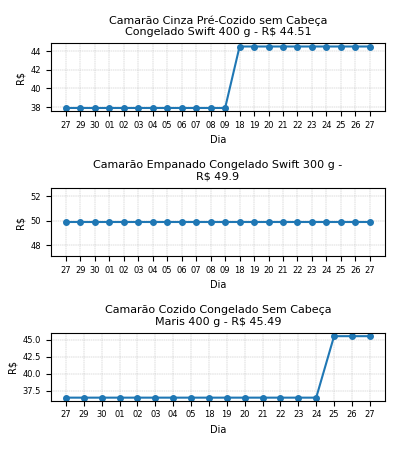 Camarão Cinza Pré-Cozido sem Cabeça
Congelado Swift 400 g - R$ 44.51
44
42
40
38
R$
27 29 30 01 02 03 04 05 06 07 08 09 18 19 20 21 22 23 24 25 26 27
Dia
Camarão Empanado Congelado Swift 300 g -
R$ 49.9
52
50
48
R$
27 29 30 01 02 03 04 05 06 07 08 09 18 19 20 21 22 23 24 25 26 27
Dia
Camarão Cozido Congelado Sem Cabeça
Maris 400 g - R$ 45.49
45.0
42.5
40.0
37.5
R$
27 29 30 01 02 03 04 05 18 19 20 21 22 23 24 25 26 27
Dia